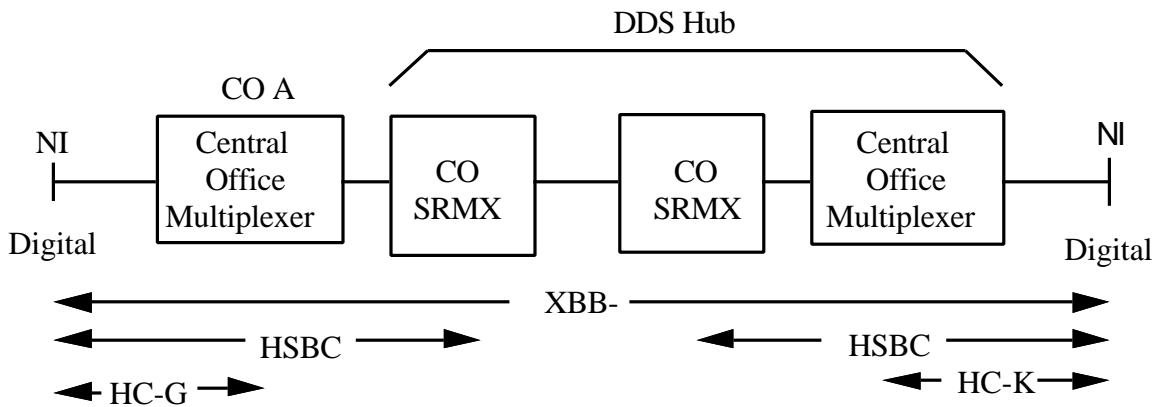 DDS Hub
CO A
NI
Central
Office
Multiplexer
CO
SRMX
CO
SRMX
Central
Office
Multiplexer
NI
Digital
Digital
XBB-
HSBC
HSBC
HC-G
HC-K